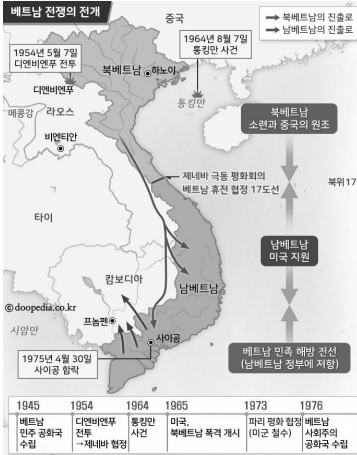 베트남 전쟁의 전개
중국
북베트남의 진출로
남베트남의 진출로
1954년 5월 7일
디엔비엔푸 전투
1964년 8월 7일
통킹만 사건
북베트남
하노이
디엔비엔푸
통킹만
메콩강
라오스
비엔티안
북베트남
소련과 중국의 원조
제네바 극동 평화회의
베트남 휴전 협정 17도선
북위17
타이
남베트남
미국 지원
캄보디아
남베트남
©doopedia.co.kr
프놈펜
시암만
사이공
1975년 4월 30일
사이공 함락
베트남 민족 해방 전선
(남베트남 정부에 저항)
1945
1954
1964
1965
1973
1976
베트남
민주 공화국
수립
디엔비엔푸
전투
→제네바 협정
통킹만
사건
미국,
북베트남 폭격 개시
파리 평화 협정
(미군 철수)
베트남
사회주의
공화국 수립